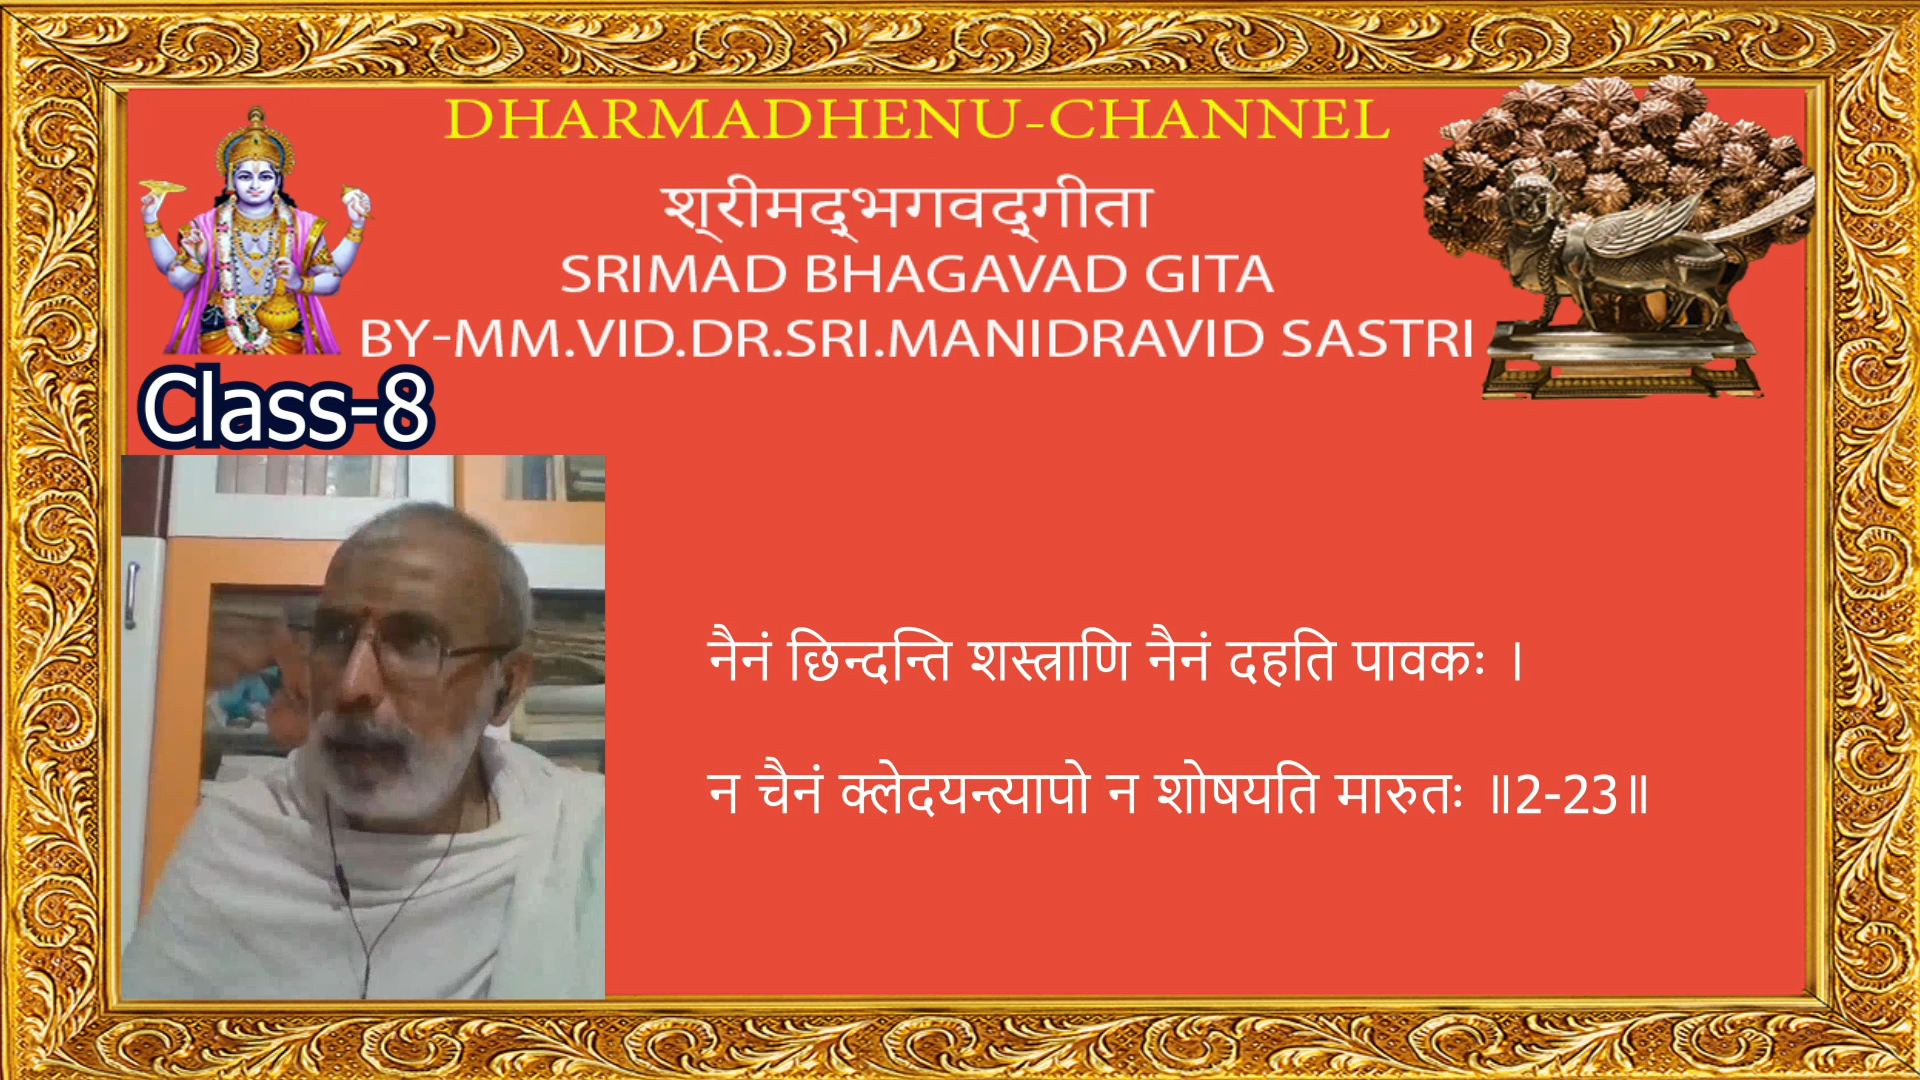 DHARMADHENU-CHANNEL
श्रीमद्भगवद्गीता
SRIMAD BHAGAVAD GITA
BY-MM.VID.DR.SRI.MANIDRAVID SASTRI
Class-8
नैनं छिन्दन्ति शस्त्राणि नैनं दहति पावकः ।
न चैनं क्लेदयन्त्यापो न शोषयति मारुतः ॥2-23॥